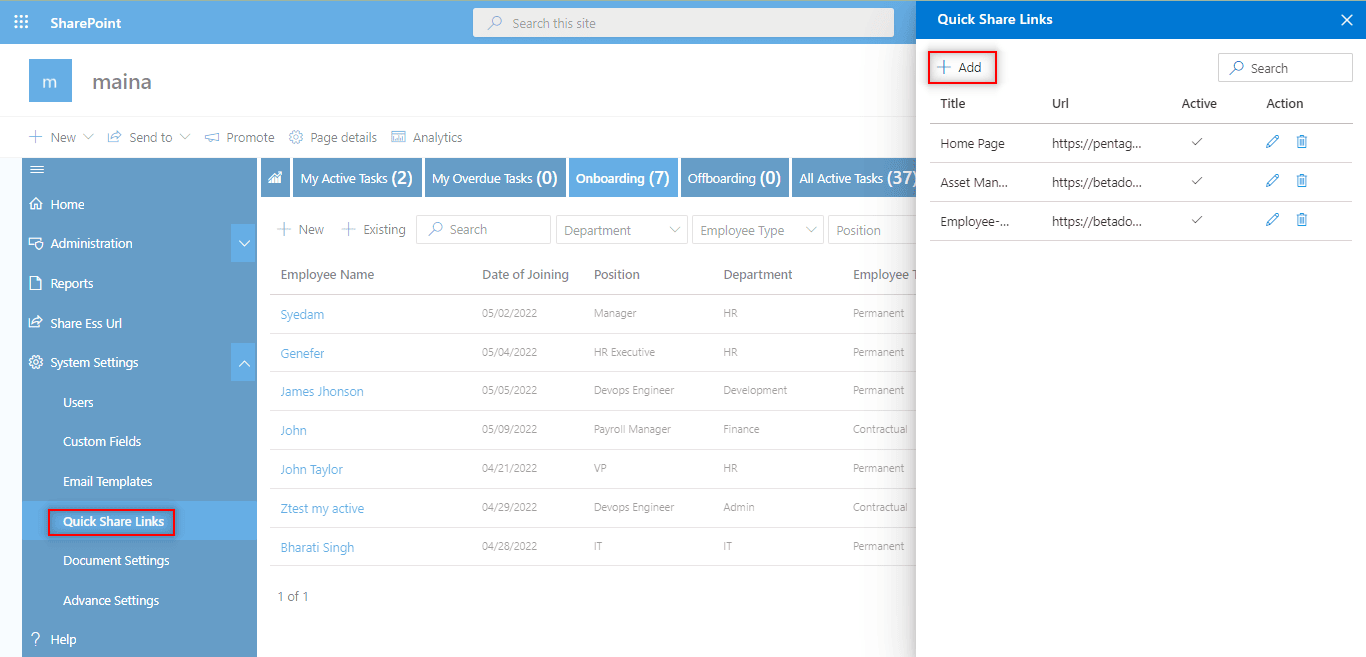 SharePoint
Search this site
Quick Share Links
m
maina
New
Send to
Promote
Page details
Analytics
Home
Administration
Reports
Share Ess Url
System Settings
Users
Custom Fields
Email Templates
Quick Share Links
Document Settings
Advance Settings
? Help
My Active Tasks (2)
My Overdue Tasks (0)
Onboarding (7)
Offboarding (0)
All Active Tasks (37)
New
Existing
Search
Department
Employee Type
Position
Employee Name Date of Joining Position Department Employee T
Syedam 05/02/2022 Manager HR Permanent
Genefer 05/04/2022 HR Executive HR Permanent
James Jhonson 05/05/2022 Devops Engineer Development Permanent
John 05/09/2022 Payroll Manager Finance Contractual
John Taylor 04/21/2022 VP HR Permanent
Ztest my active 04/29/2022 Devops Engineer Admin Contractual
Bharati Singh 04/28/2022 IT IT Permanent
1 of 1
Add
Search
Title Url Active Action
Home Page https://pentag...
Asset Man... https://betado...
Employee-... https://betado...